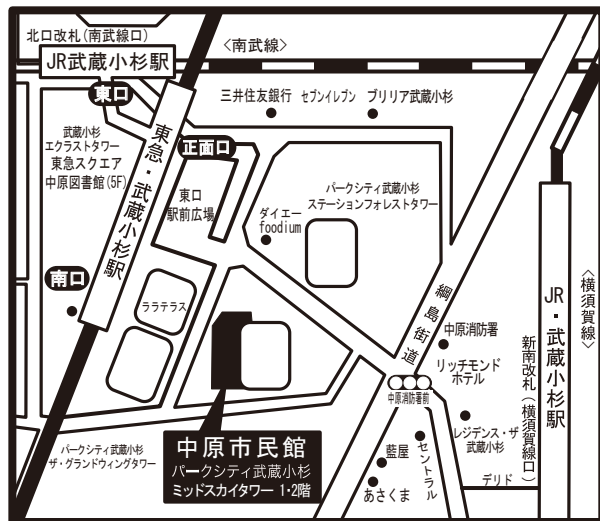 北口改札(南武線口)
JR武蔵小杉駅
〈南武線〉
東口
三井住友銀行
セブンイレブン
ブリリア武蔵小杉
武蔵小杉
エクラストタワー
東急スクエア
中原図書館(5F)
東急・武蔵小杉駅
正面口
東口
駅前広場
パークシティ武蔵小杉
ステーションフォレストタワー
ダイエー
foodium
南口
ララテラス
綱島街道
中原消防署
リッチモンド
ホテル
中原消防署前
新南改札(横須賀線口)
JR・武蔵小杉駅
〈横須賀線〉
レジデンス・ザ
武蔵小杉
パークシティ武蔵小杉
ザ・グランドウィングタワー
中原市民館
パークシティ武蔵小杉
ミッドスカイタワー 1・2階
藍屋
あさくま
セントラル
デリド